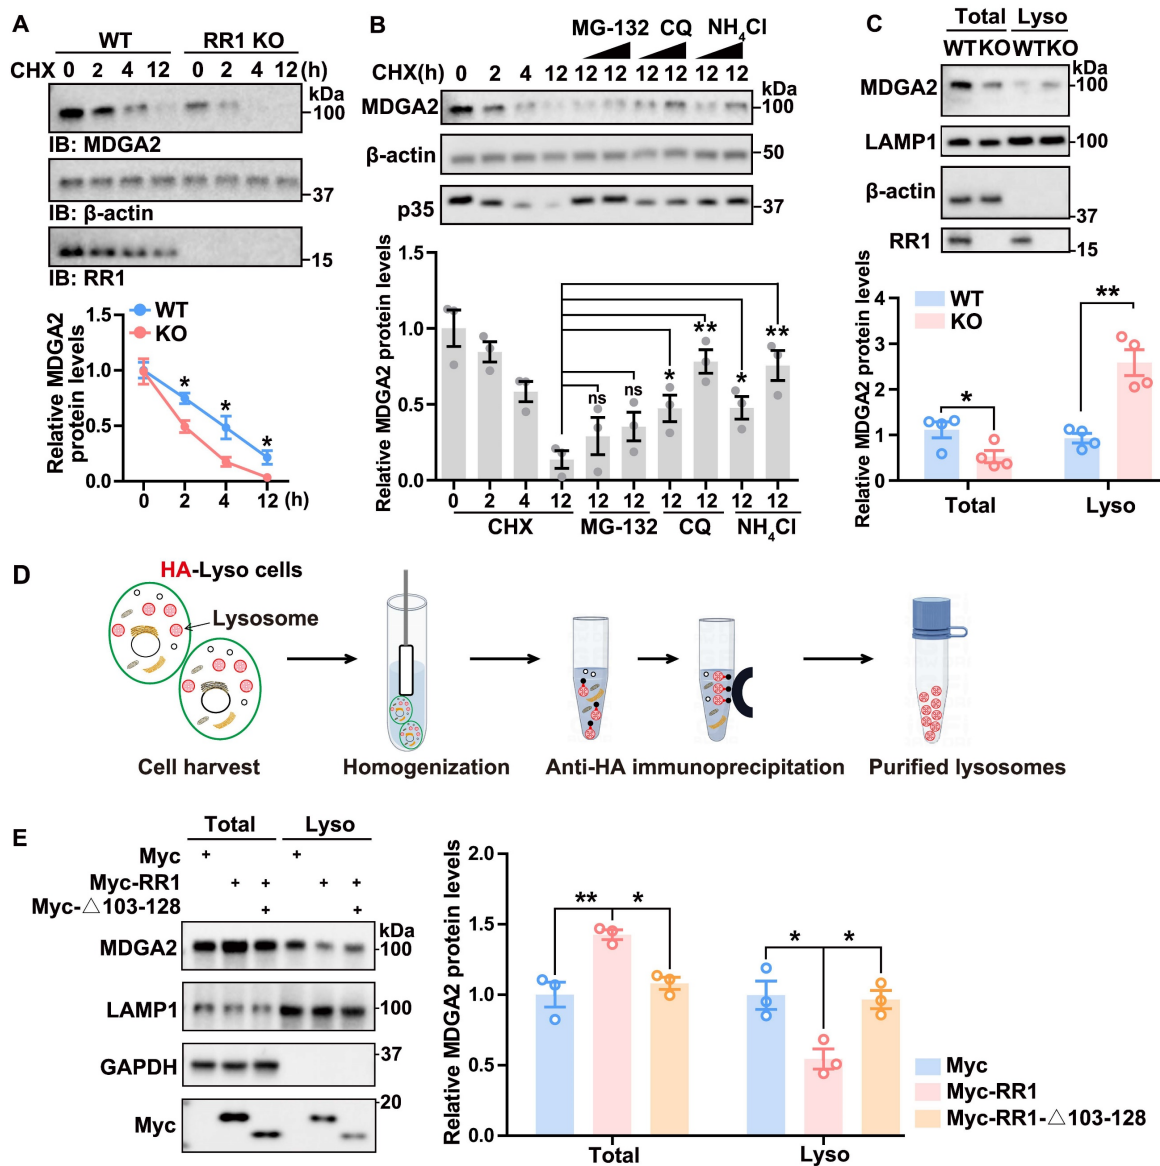 A
WT RR1 KO
CHX 0 2 4 12 0 2 4 12 (h)
kDa
100
IB: MDGA2
37
IB: β-actin
15
IB: RR1
Relative MDGA2 protein levels
1.5
1.0
0.5
0.0
WT
KO
* * *
0 2 4 12 (h)
B
MG-132 CQ NH4Cl
CHX(h) 0 2 4 12 12 12 12 12 12 12
kDa
MDGA2 100
β-actin 50
p35 37
Relative MDGA2 protein levels
1.5
1.0
0.5
0.0
ns ns * ** * **
0 2 4 12 12 12 12 12 12 12
CHX MG-132 CQ NH4Cl
C
Total Lyso
WT KO WT KO
kDa
MDGA2 100
LAMP1 100
β-actin
37
RR1 15
Relative MDGA2 protein levels
4
3
2
1
0
WT
KO
* **
Total Lyso
D
HA-Lyso cells
Lysosome
Cell harvest Homogenization Anti-HA immunoprecipitation Purified lysosomes
E
Total Lyso
Myc + +
Myc-RR1 + + + +
Myc-△103-128 + +
kDa
MDGA2 100
LAMP1 100
GAPDH 37
Myc 20
Relative MDGA2 protein levels
2.0
1.5
1.0
0.5
0.0
** * * *
Total Lyso
Myc
Myc-RR1
Myc-RR1-△103-128